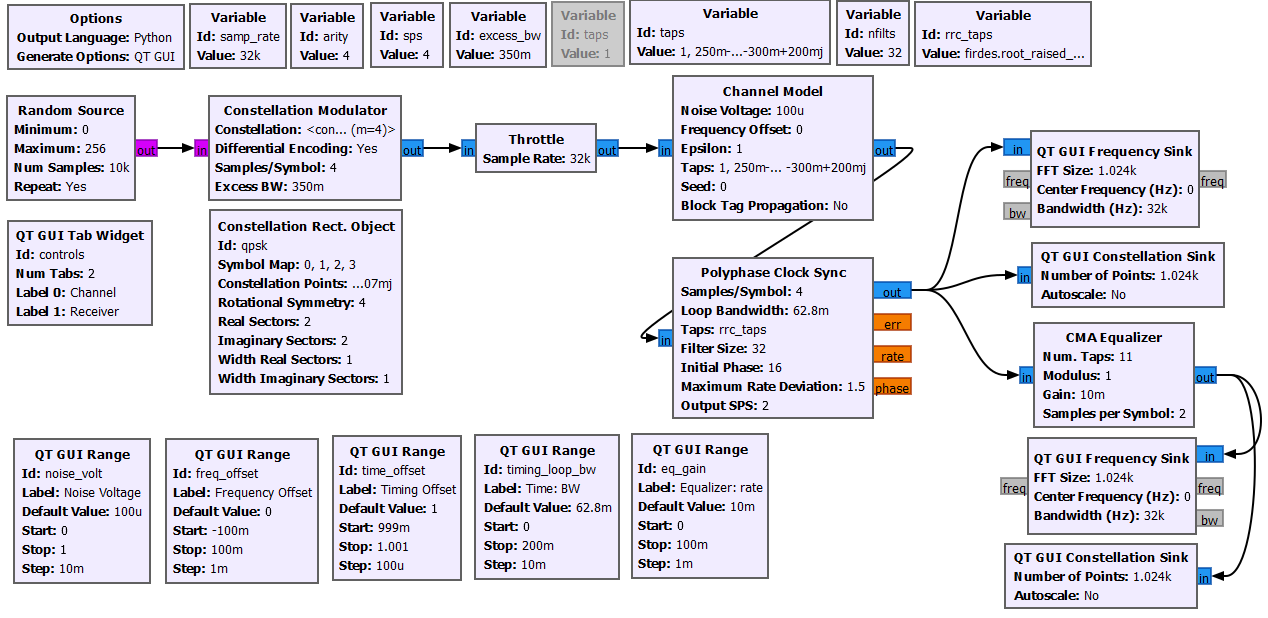 Options
Output Language: Python
Generate Options: QT GUI
Variable
Id: samp_rate
Value: 32k
Variable
Id: arity
Value: 4
Variable
Id: sps
Value: 4
Variable
Id: excess_bw
Value: 350m
Variable
Id: taps
Value: 1
Variable
Id: taps
Value: 1, 250m-...-300m+200mj
Variable
Id: nfilts
Value: 32
Variable
Id: rrc_taps
Value: firdes.root_raised_...
Random Source
Minimum: 0
Maximum: 256
Num Samples: 10k
Repeat: Yes
out
in
Constellation Modulator
Constellation: <con... (m=4)>
Differential Encoding: Yes
Samples/Symbol: 4
Excess BW: 350m
out
in
Throttle
Sample Rate: 32k
out
in
Channel Model
Noise Voltage: 100u
Frequency Offset: 0
Epsilon: 1
Taps: 1, 250m-... -300m+200mj
Seed: 0
Block Tag Propagation: No
out
in
freq
bw
QT GUI Frequency Sink
FFT Size: 1.024k
Center Frequency (Hz): 0
Bandwidth (Hz): 32k
freq
QT GUI Tab Widget
Id: controls
Num Tabs: 2
Label 0: Channel
Label 1: Receiver
Constellation Rect. Object
Id: qpsk
Symbol Map: 0, 1, 2, 3
Constellation Points: ...07mj
Rotational Symmetry: 4
Real Sectors: 2
Imaginary Sectors: 2
Width Real Sectors: 1
Width Imaginary Sectors: 1
in
Polyphase Clock Sync
Samples/Symbol: 4
Loop Bandwidth: 62.8m
Taps: rrc_taps
Filter Size: 32
Initial Phase: 16
Maximum Rate Deviation: 1.5
Output SPS: 2
out
err
rate
phase
in
QT GUI Constellation Sink
Number of Points: 1.024k
Autoscale: No
in
CMA Equalizer
Num. Taps: 11
Modulus: 1
Gain: 10m
Samples per Symbol: 2
out
QT GUI Range
Id: noise_volt
Label: Noise Voltage
Default Value: 100u
Start: 0
Stop: 1
Step: 10m
QT GUI Range
Id: freq_offset
Label: Frequency Offset
Default Value: 0
Start: -100m
Stop: 100m
Step: 1m
QT GUI Range
Id: time_offset
Label: Timing Offset
Default Value: 1
Start: 999m
Stop: 1.001
Step: 100u
QT GUI Range
Id: timing_loop_bw
Label: Time: BW
Default Value: 62.8m
Start: 0
Stop: 200m
Step: 10m
QT GUI Range
Id: eq_gain
Label: Equalizer: rate
Default Value: 10m
Start: 0
Stop: 100m
Step: 1m
freq
QT GUI Frequency Sink
FFT Size: 1.024k
Center Frequency (Hz): 0
Bandwidth (Hz): 32k
in
freq
bw
QT GUI Constellation Sink
Number of Points: 1.024k
Autoscale: No
in